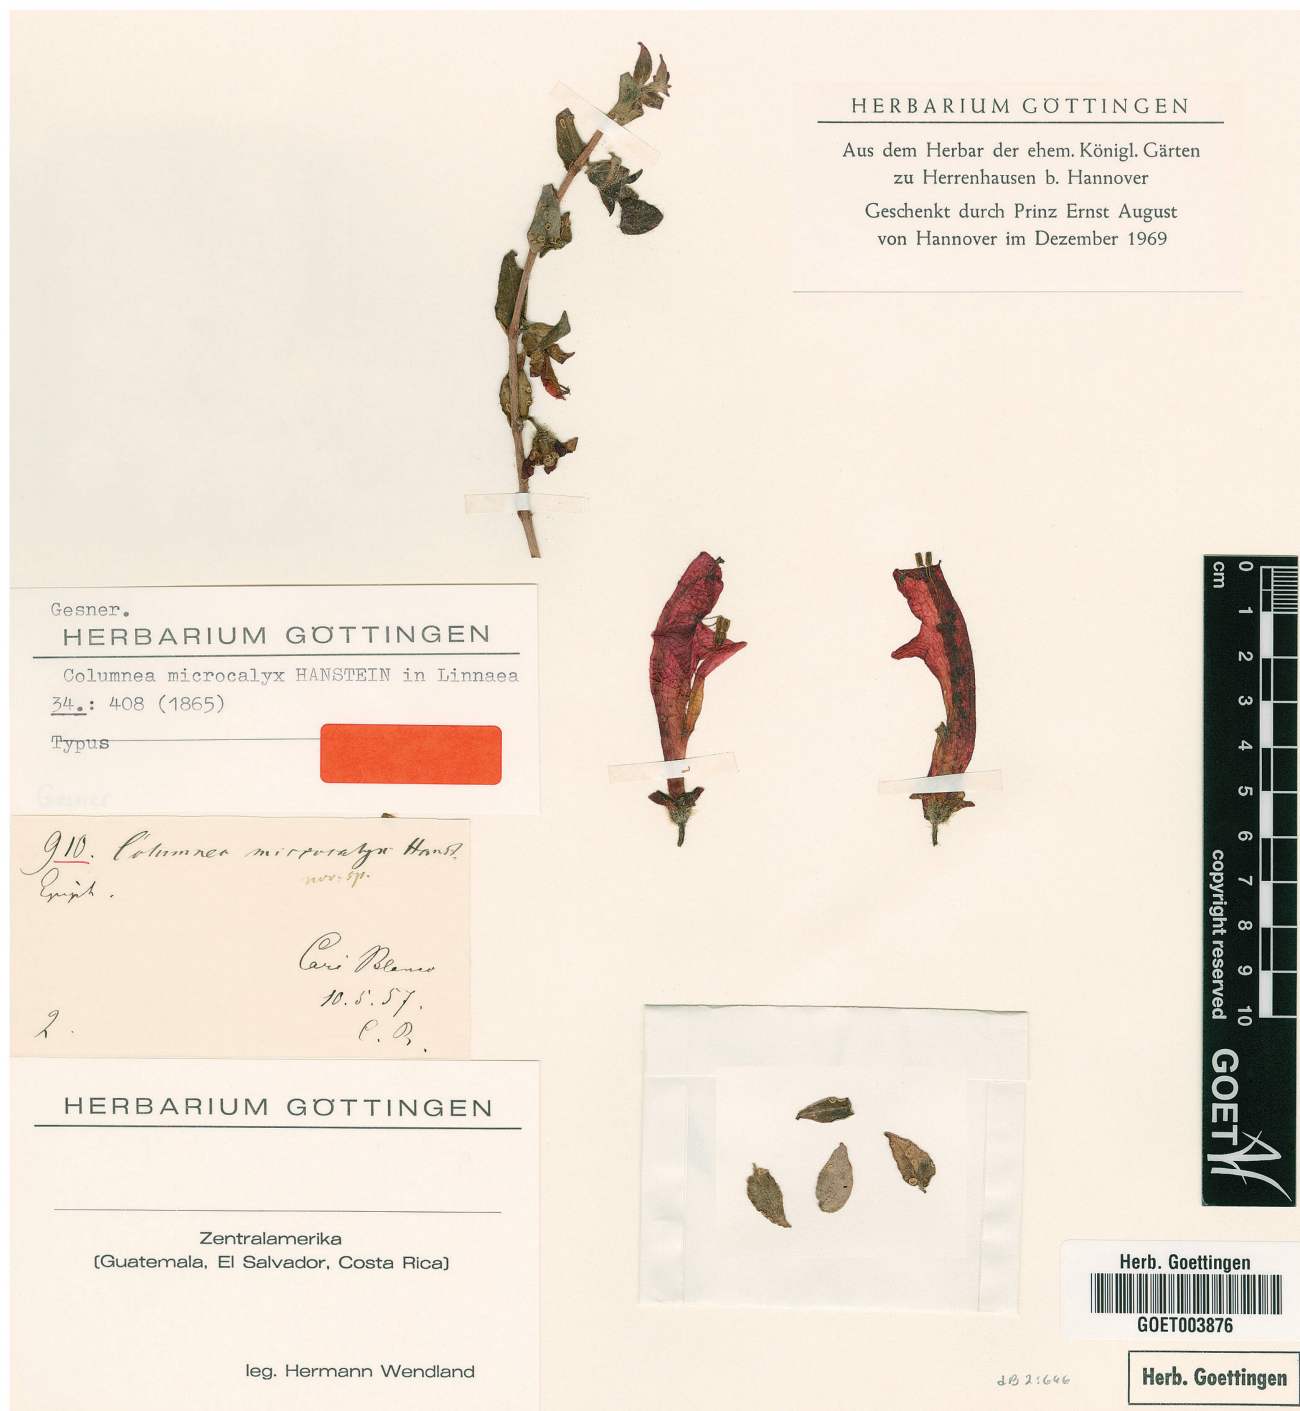 HERBARIUM GÖTTINGEN
Aus dem Herbar der ehem. Königl. Gärten
zu Herrenhausen b. Hannover
Geschenkt durch Prinz Ernst August
von Hannover im Dezember 1969
Gesner.
HERBARIUM GÖTTINGEN
Columnea microcalyx HANSTEIN in Linnaea
34.: 408 (1865)
Typus
Gesner
910. Columnea microcalyx Hanst.
nov. sp.
Epiph.
Cari Blanco
10.5.57.
2. C. R.
HERBARIUM GÖTTINGEN
Zentralamerika
(Guatemala, El Salvador, Costa Rica)
leg. Hermann Wendland
cm
0
1
2
3
4
5
6
7
8
9
10
copyright reserved
GOET
Herb. Goettingen
GOET003876
Herb. Goettingen